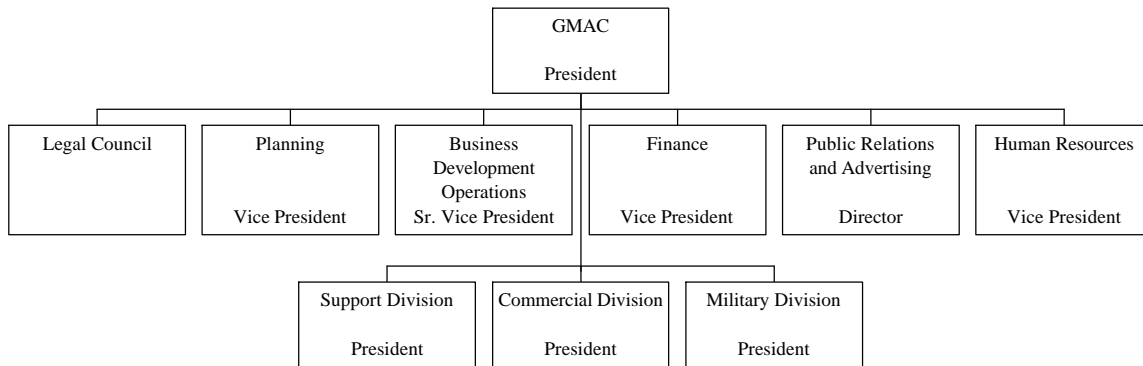 GMAC
President
Legal Council
Planning
Vice President
Business
Development
Operations
Sr. Vice President
Finance
Vice President
Public Relations
and Advertising
Director
Human Resources
Vice President
Support Division
President
Commercial Division
President
Military Division
President